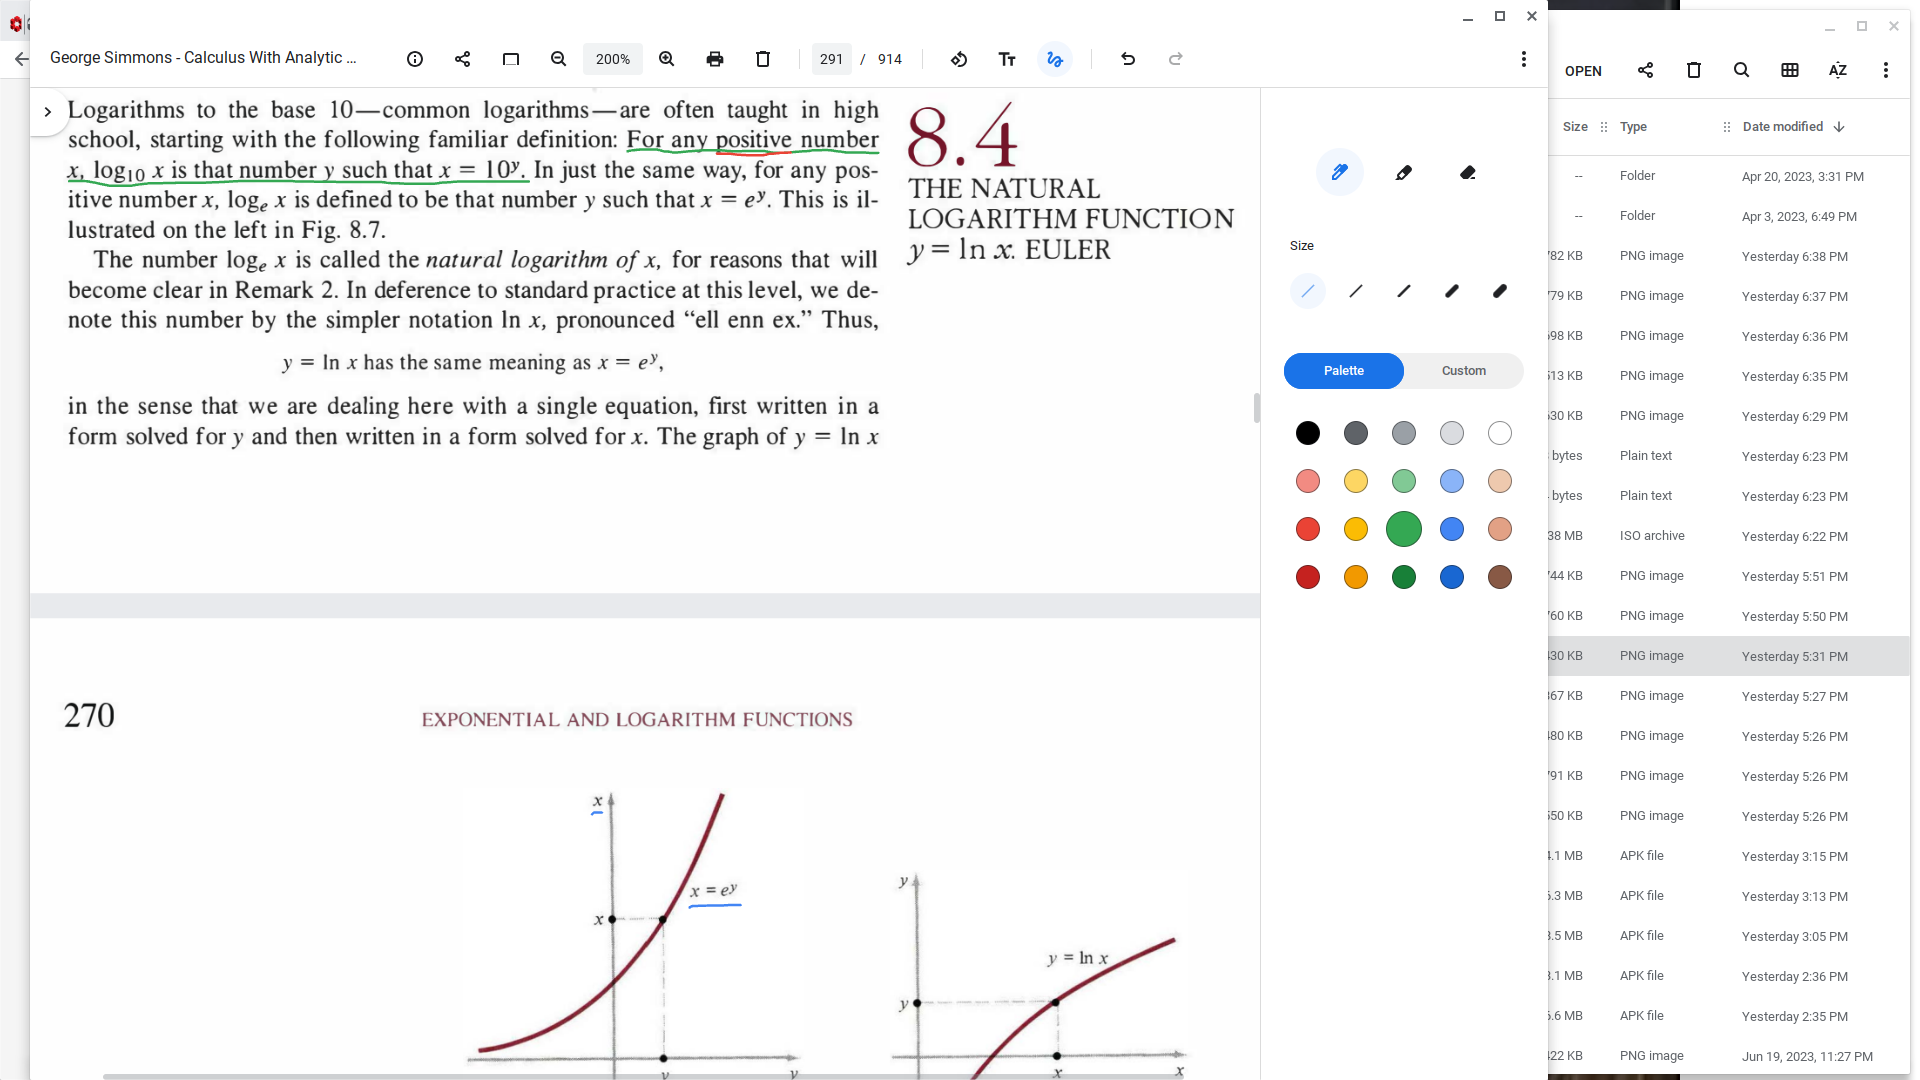 George Simmons - Calculus With Analytic ...
200%
291 / 914
Logarithms to the base 10—common logarithms—are often taught in high
school, starting with the following familiar definition: For any positive number
x, log10 x is that number y such that x = 10^y. In just the same way, for any pos-
itive number x, loge x is defined to be that number y such that x = e^y. This is il-
lustrated on the left in Fig. 8.7.
The number loge x is called the natural logarithm of x, for reasons that will
become clear in Remark 2. In deference to standard practice at this level, we de-
note this number by the simpler notation ln x, pronounced “ell enn ex.” Thus,
y = ln x has the same meaning as x = e^y,
in the sense that we are dealing here with a single equation, first written in a
form solved for y and then written in a form solved for x. The graph of y = ln x
8.4
THE NATURAL
LOGARITHM FUNCTION
y = ln x. EULER
270
EXPONENTIAL AND LOGARITHM FUNCTIONS
x
x = e^y
x
y
y
y
y = ln x
y
x
x
Size
Palette
Custom
OPEN
Size Type Date modified
-- Folder Apr 20, 2023, 3:31 PM
-- Folder Apr 3, 2023, 6:49 PM
82 KB PNG image Yesterday 6:38 PM
79 KB PNG image Yesterday 6:37 PM
98 KB PNG image Yesterday 6:36 PM
13 KB PNG image Yesterday 6:35 PM
30 KB PNG image Yesterday 6:29 PM
bytes Plain text Yesterday 6:23 PM
bytes Plain text Yesterday 6:23 PM
38 MB ISO archive Yesterday 6:22 PM
44 KB PNG image Yesterday 5:51 PM
60 KB PNG image Yesterday 5:50 PM
30 KB PNG image Yesterday 5:31 PM
67 KB PNG image Yesterday 5:27 PM
80 KB PNG image Yesterday 5:26 PM
91 KB PNG image Yesterday 5:26 PM
50 KB PNG image Yesterday 5:26 PM
.1 MB APK file Yesterday 3:15 PM
.3 MB APK file Yesterday 3:13 PM
.5 MB APK file Yesterday 3:05 PM
.1 MB APK file Yesterday 2:36 PM
.6 MB APK file Yesterday 2:35 PM
22 KB PNG image Jun 19, 2023, 11:27 PM